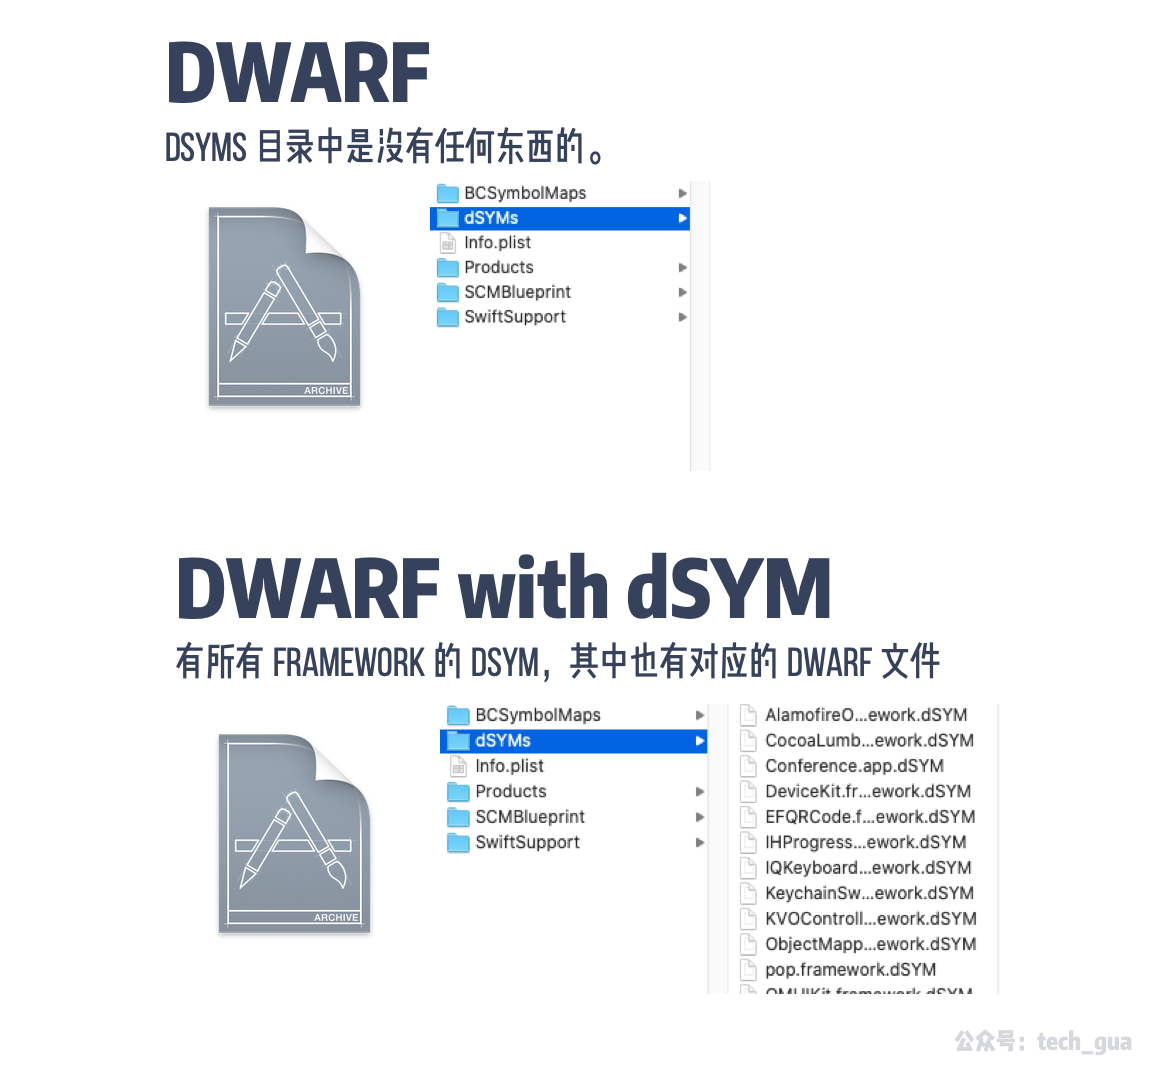 DWARF
DSYMS 目录中是没有任何东西的。
BCSymbolMaps
dSYMs
Info.plist
Products
SCMBlueprint
SwiftSupport
ARCHIVE
DWARF with dSYM
有所有 FRAMEWORK 的 DSYM，其中也有对应的 DWARF 文件
BCSymbolMaps
dSYMs
Info.plist
Products
SCMBlueprint
SwiftSupport
ARCHIVE
AlamofireO...ework.dSYM
CocoaLumb...ework.dSYM
Conference.app.dSYM
DeviceKit.fr...ework.dSYM
EFQRCode.f...ework.dSYM
IHProgress...ework.dSYM
IQKeyboard...ework.dSYM
KeychainSw...ework.dSYM
KVOControll...ework.dSYM
ObjectMapp...ework.dSYM
pop.framework.dSYM
QMUIKit.framework.dSYM
公众号：tech_gua